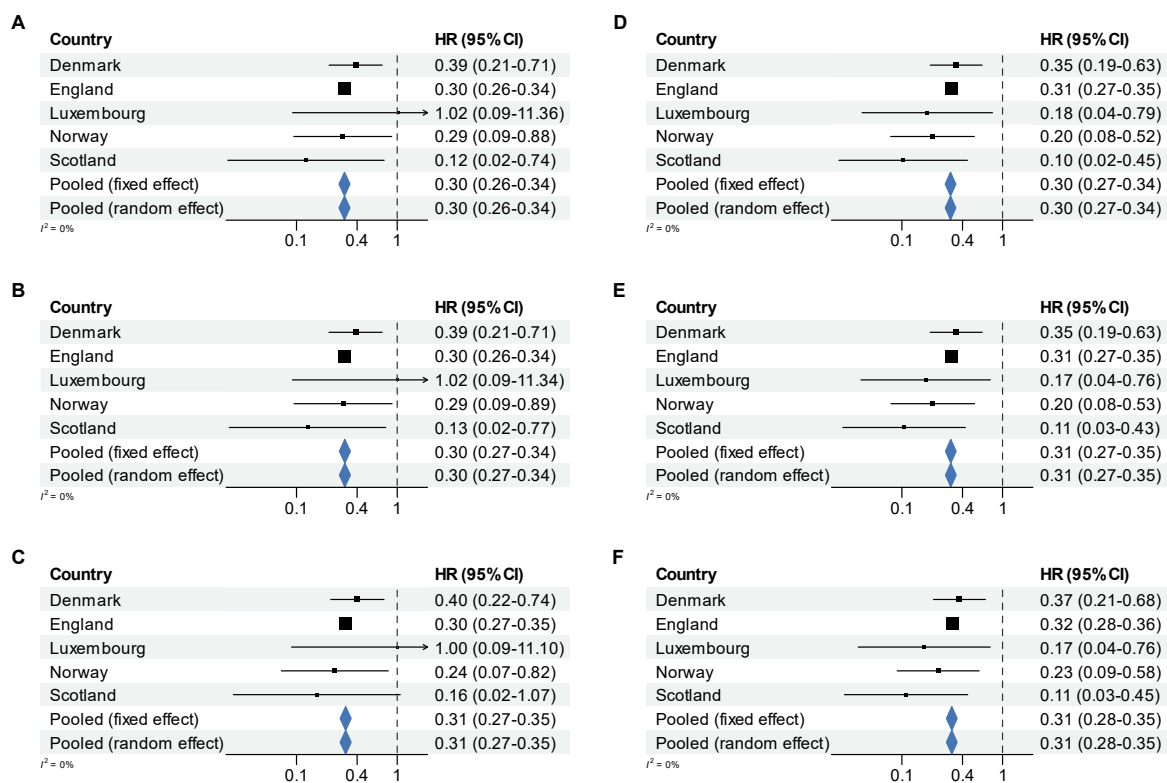 A
Country HR (95% CI)
Denmark 0.39 (0.21-0.71)
England 0.30 (0.26-0.34)
Luxembourg 1.02 (0.09-11.36)
Norway 0.29 (0.09-0.88)
Scotland 0.12 (0.02-0.74)
Pooled (fixed effect) 0.30 (0.26-0.34)
Pooled (random effect) 0.30 (0.26-0.34)
I² = 0%
0.1 0.4 1
B
Country HR (95% CI)
Denmark 0.39 (0.21-0.71)
England 0.30 (0.26-0.34)
Luxembourg 1.02 (0.09-11.34)
Norway 0.29 (0.09-0.89)
Scotland 0.13 (0.02-0.77)
Pooled (fixed effect) 0.30 (0.27-0.34)
Pooled (random effect) 0.30 (0.27-0.34)
I² = 0%
0.1 0.4 1
C
Country HR (95% CI)
Denmark 0.40 (0.22-0.74)
England 0.30 (0.27-0.35)
Luxembourg 1.00 (0.09-11.10)
Norway 0.24 (0.07-0.82)
Scotland 0.16 (0.02-1.07)
Pooled (fixed effect) 0.31 (0.27-0.35)
Pooled (random effect) 0.31 (0.27-0.35)
I² = 0%
0.1 0.4 1
D
Country HR (95% CI)
Denmark 0.35 (0.19-0.63)
England 0.31 (0.27-0.35)
Luxembourg 0.18 (0.04-0.79)
Norway 0.20 (0.08-0.52)
Scotland 0.10 (0.02-0.45)
Pooled (fixed effect) 0.30 (0.27-0.34)
Pooled (random effect) 0.30 (0.27-0.34)
I² = 0%
0.1 0.4 1
E
Country HR (95% CI)
Denmark 0.35 (0.19-0.63)
England 0.31 (0.27-0.35)
Luxembourg 0.17 (0.04-0.76)
Norway 0.20 (0.08-0.53)
Scotland 0.11 (0.03-0.43)
Pooled (fixed effect) 0.31 (0.27-0.35)
Pooled (random effect) 0.31 (0.27-0.35)
I² = 0%
0.1 0.4 1
F
Country HR (95% CI)
Denmark 0.37 (0.21-0.68)
England 0.32 (0.28-0.36)
Luxembourg 0.17 (0.04-0.76)
Norway 0.23 (0.09-0.58)
Scotland 0.11 (0.03-0.45)
Pooled (fixed effect) 0.31 (0.28-0.35)
Pooled (random effect) 0.31 (0.28-0.35)
I² = 0%
0.1 0.4 1